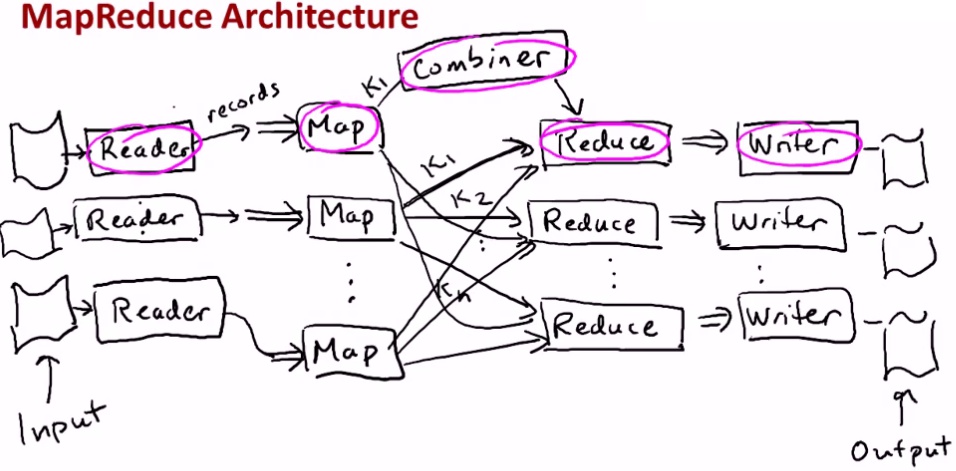 MapReduce Architecture
Combiner
K1
records
Reader
Map
Reduce
Writer
K1
Reader
Map
K2
Reduce
Writer
Kn
Reader
Map
Reduce
Writer
Input
Output